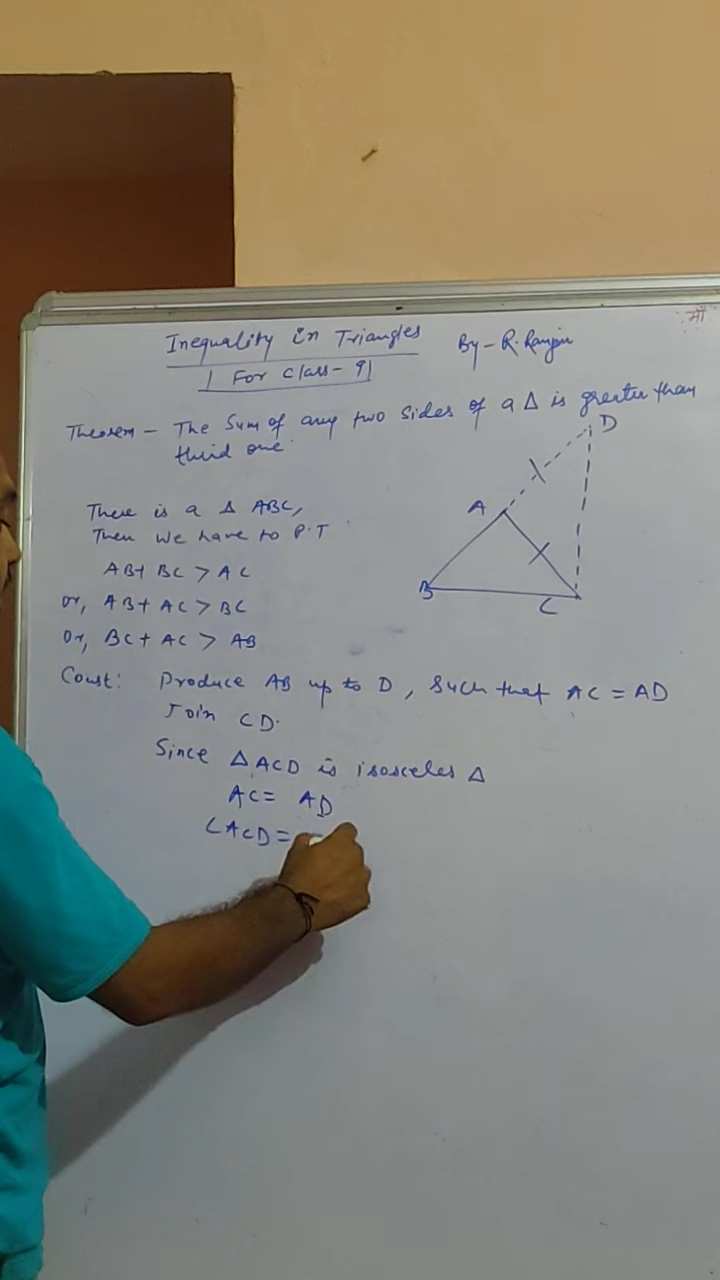 माँ
Inequality in Triangles By - R. Ranjan
For class - 9
Theorem - The Sum of any two sides of a Δ is greater than
third one.
D
A
B
C
There is a Δ ABC,
Then we have to P.T
AB + BC > AC
or, AB + AC > BC
Or, BC + AC > AB
Const: Produce AB up to D, Such that AC = AD
Join CD.
Since Δ ACD is isosceles Δ
AC = AD
∠ACD =